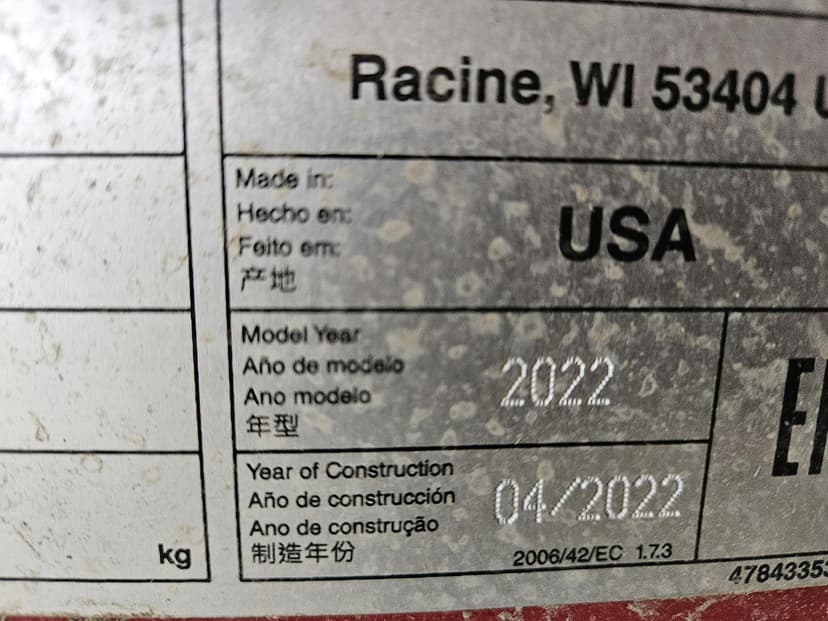 Racine, WI 53404
Made in:
Hecho en:
Feito em:
产地
USA
Model Year
Año de modelo
Ano modelo
年型
2022
Year of Construction
Año de construcción
Ano de construção
制造年份
04/2022
2006/42/EC 1.7.3
kg